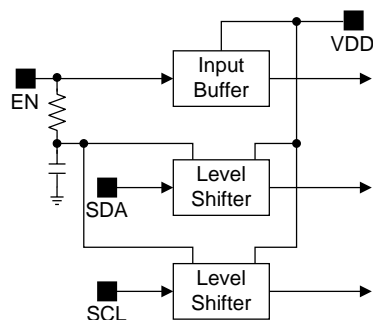 VDD
Input
Buffer
EN
Level
Shifter
SDA
Level
Shifter
SCL